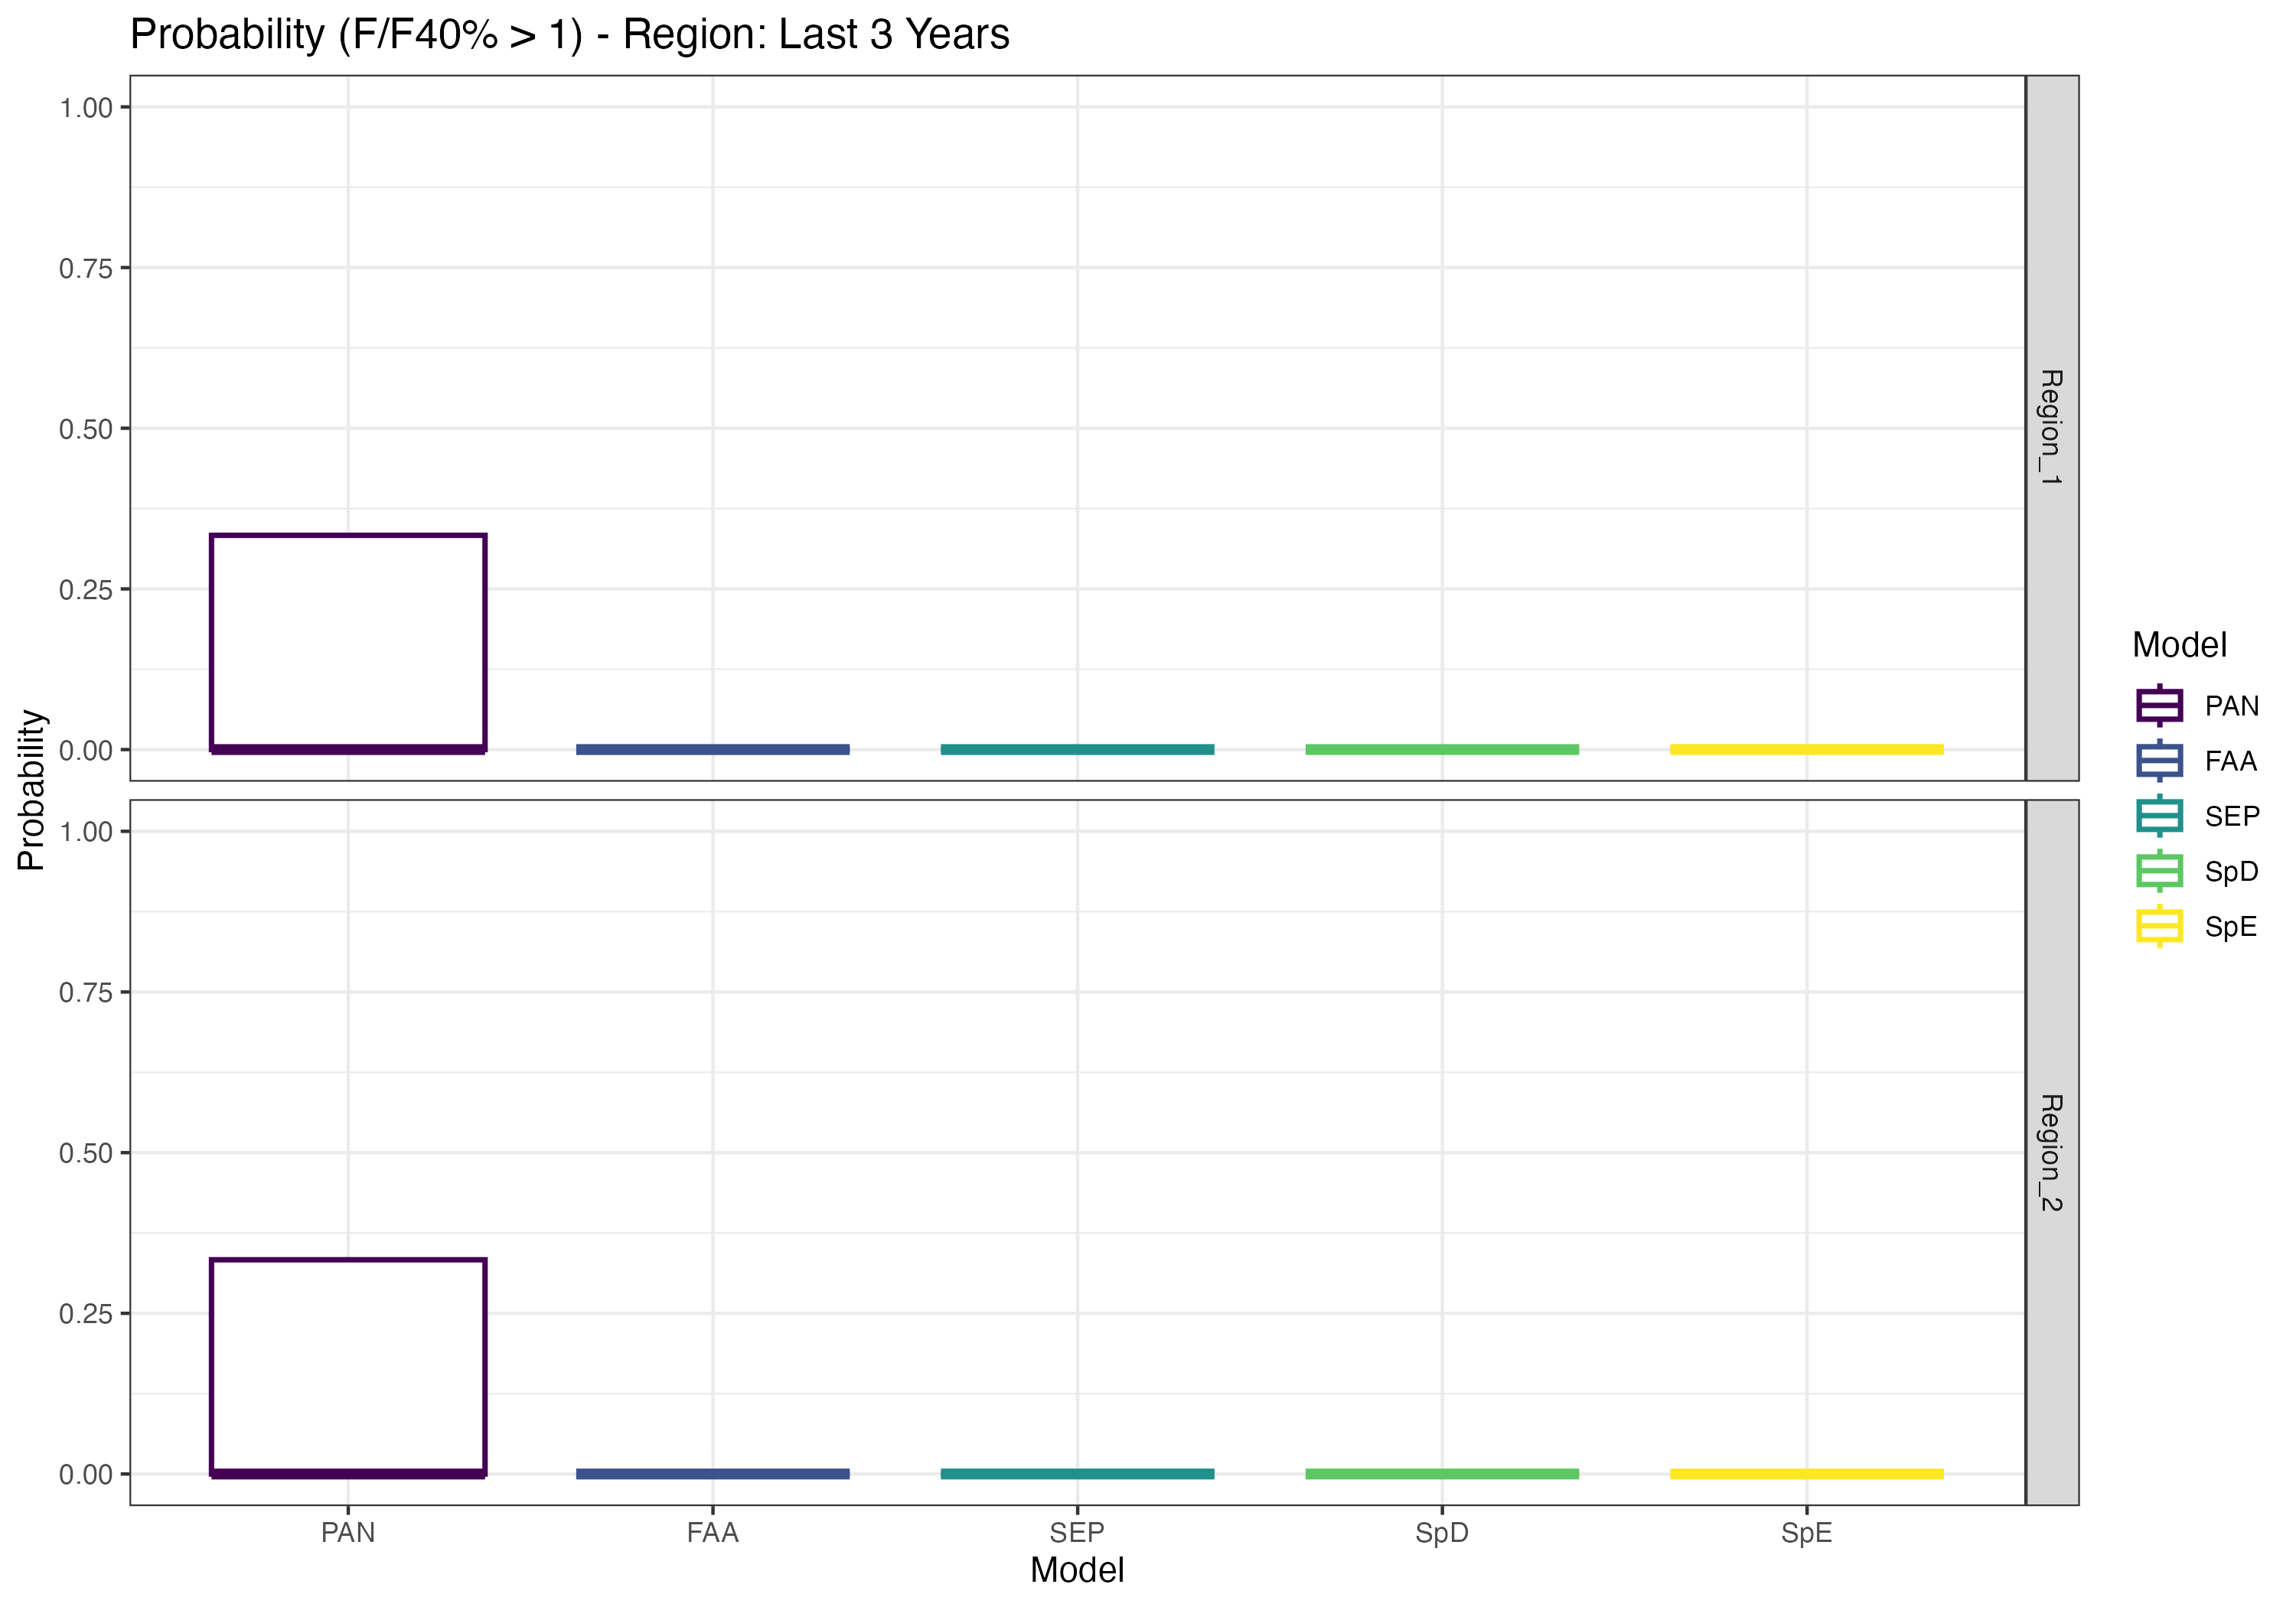 Probability (F/F40% > 1) - Region: Last 3 Years
Probability
1.00
0.75
0.50
0.25
0.00
Region_1
1.00
0.75
0.50
0.25
0.00
Region_2
PAN
FAA
SEP
SpD
SpE
Model
Model
PAN
FAA
SEP
SpD
SpE